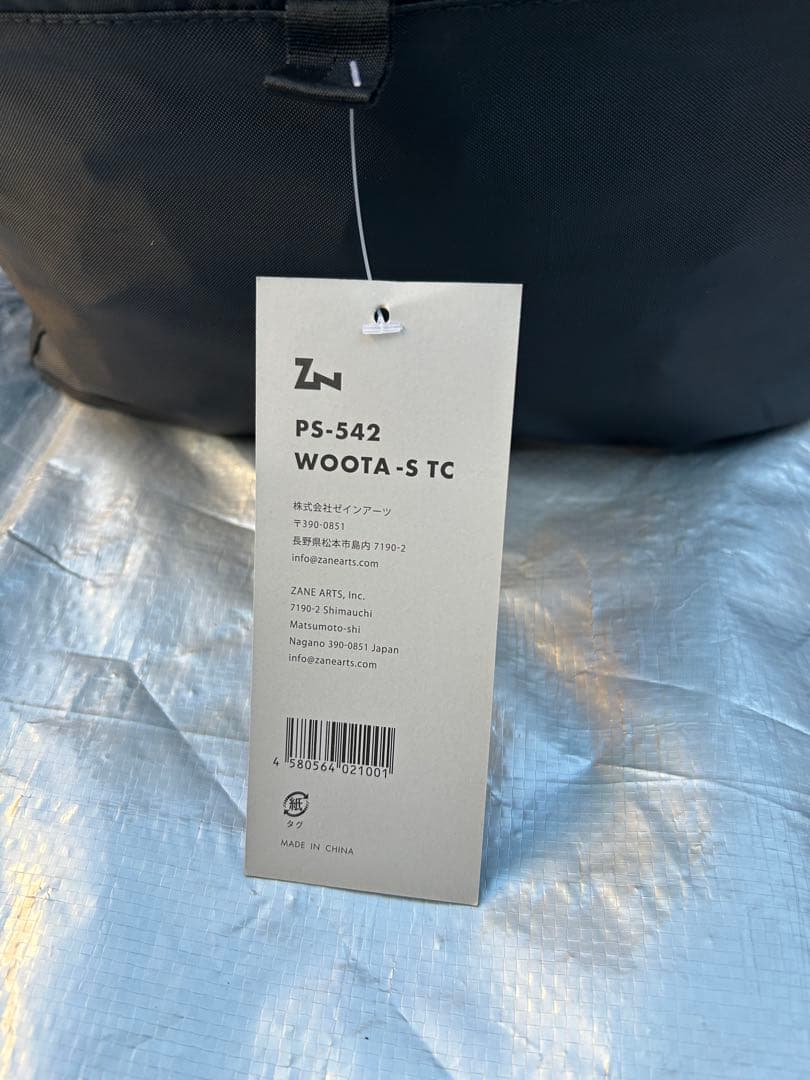 ZN
PS-542
WOOTA -S TC
株式会社ゼインアーツ
〒390-0851
長野県松本市島内 7190-2
info@zanearts.com
ZANE ARTS, Inc.
7190-2 Shimauchi
Matsumoto-shi
Nagano 390-0851 Japan
info@zanearts.com
4 580564 021001
紙
タグ
MADE IN CHINA